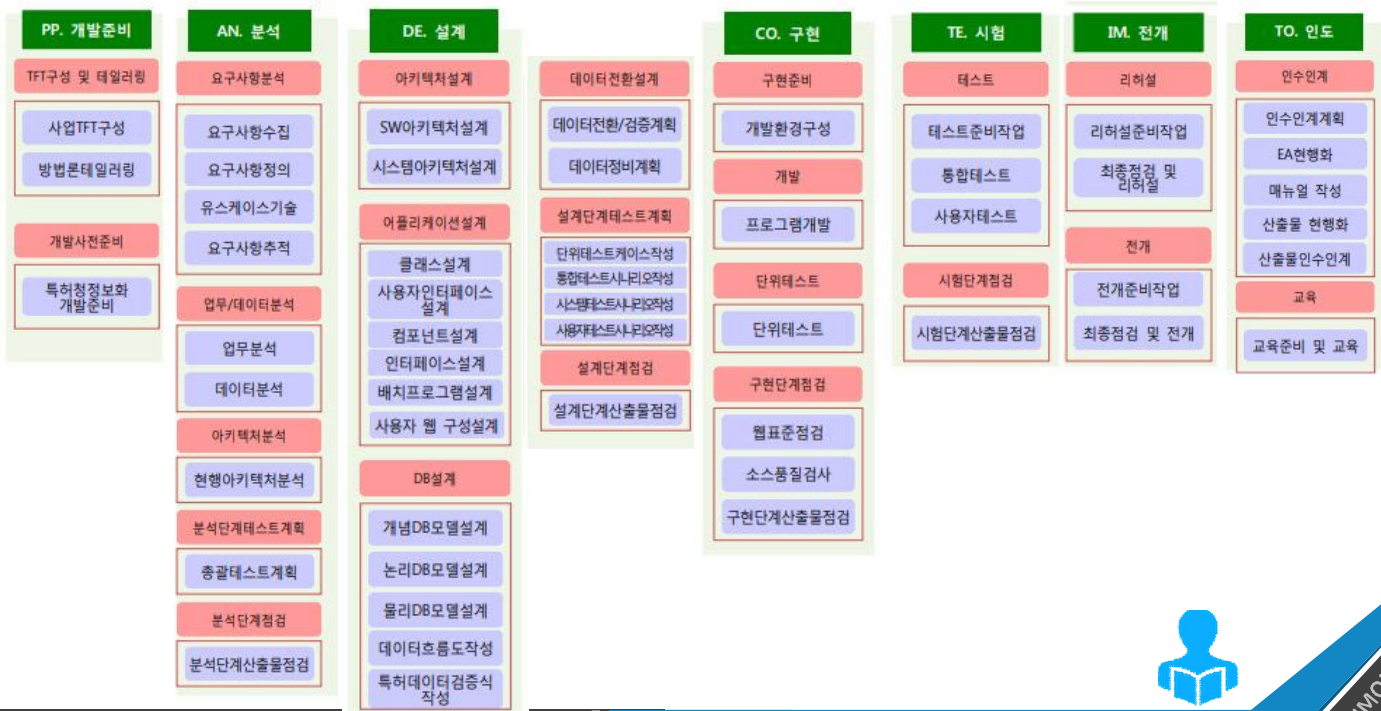 PP. 개발준비
TFT구성 및 테일러링
사업TFT구성
방법론테일러링
개발사전준비
특허청정보화
개발준비
AN. 분석
요구사항분석
요구사항수집
요구사항정의
유스케이스기술
요구사항추적
업무/데이터분석
업무분석
데이터분석
아키텍처분석
현행아키텍처분석
분석단계테스트계획
총괄테스트계획
분석단계점검
분석단계산출물점검
DE. 설계
아키텍처설계
SW아키텍처설계
시스템아키텍처설계
어플리케이션설계
클래스설계
사용자인터페이스
설계
컴포넌트설계
인터페이스설계
배치프로그램설계
사용자 웹 구성설계
DB설계
개념DB모델설계
논리DB모델설계
물리DB모델설계
데이터흐름도작성
특허데이터검증식
작성
데이터전환설계
데이터전환/검증계획
데이터정비계획
설계단계테스트계획
단위테스트케이스작성
통합테스트시나리오작성
시스템테스트시나리오작성
사용자테스트시나리오작성
설계단계점검
설계단계산출물점검
CO. 구현
구현준비
개발환경구성
개발
프로그램개발
단위테스트
단위테스트
구현단계점검
웹표준점검
소스품질검사
구현단계산출물점검
TE. 시험
테스트
테스트준비작업
통합테스트
사용자테스트
시험단계점검
시험단계산출물점검
IM. 전개
리허설
리허설준비작업
최종점검 및
리허설
전개
전개준비작업
최종점검 및 전개
TO. 인도
인수인계
인수인계계획
EA현행화
매뉴얼 작성
산출물 현행화
산출물인수인계
교육
교육준비 및 교육